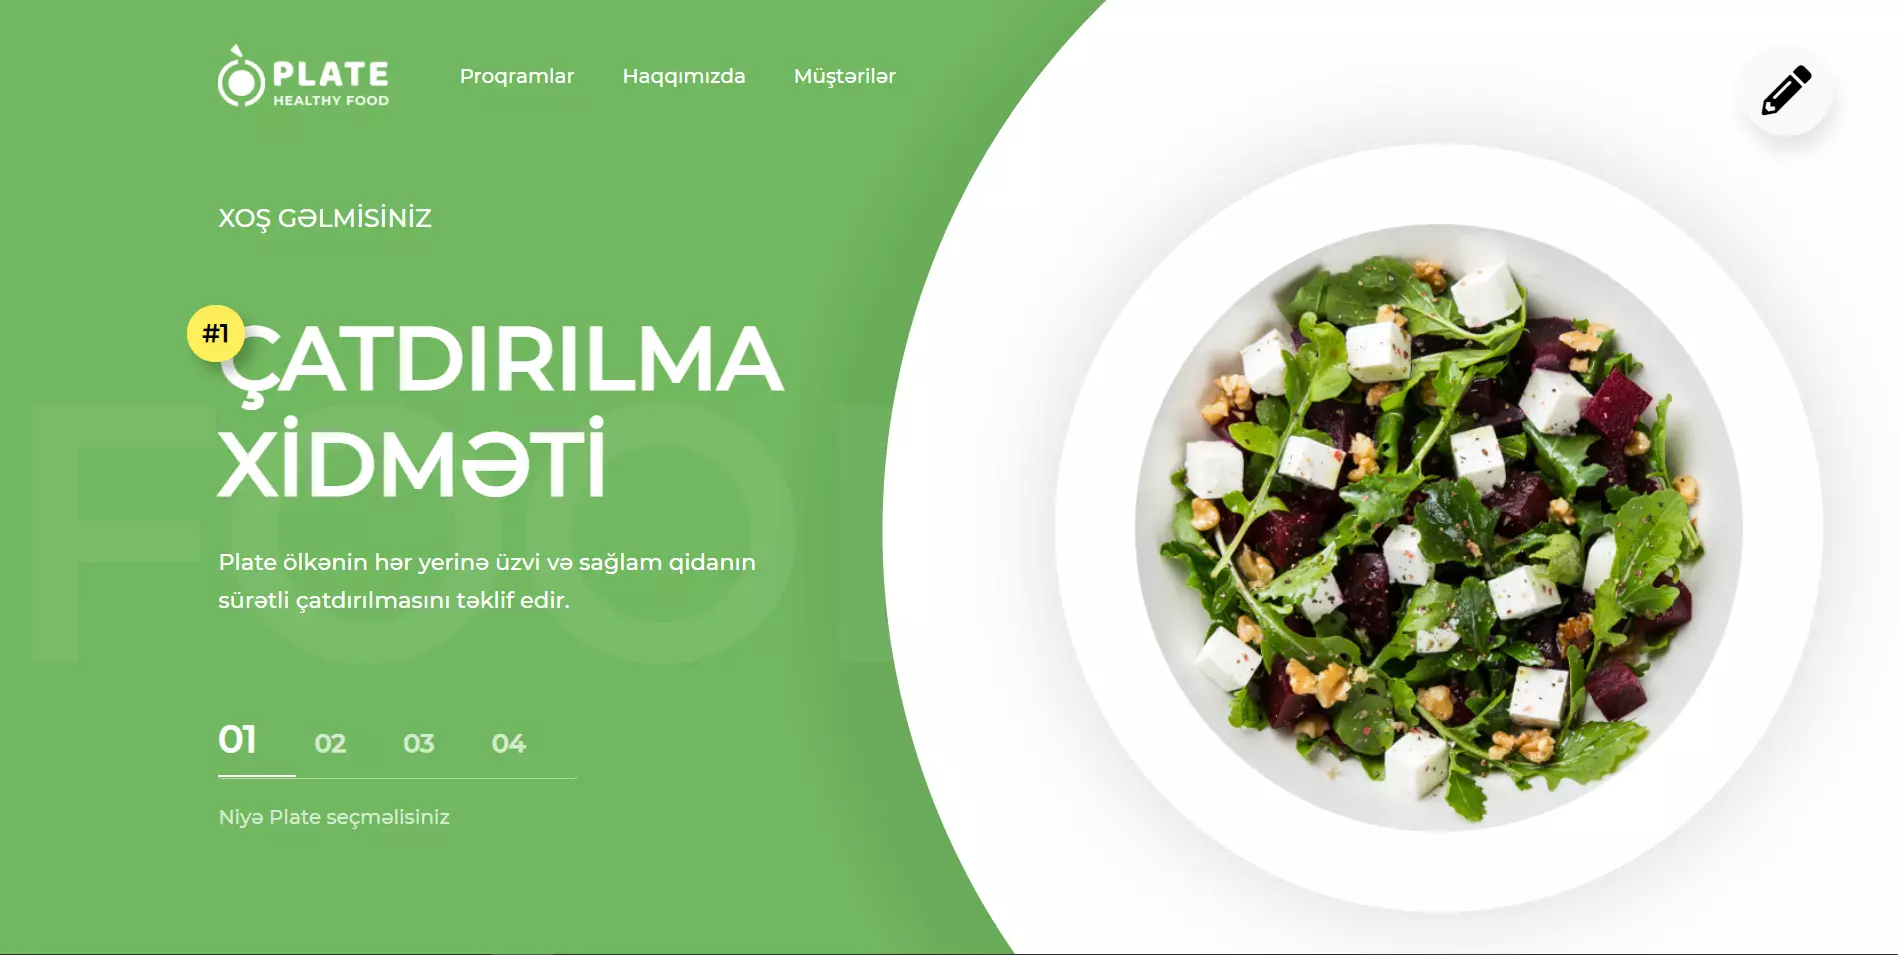 PLATE
HEALTHY FOOD
Proqramlar Haqqımızda Müştərilər
XOŞ GƏLMİSİNİZ
#1
ÇATDIRILMA
XİDMƏTİ
FOO
Plate ölkənin hər yerinə üzvi və sağlam qidanın
sürətli çatdırılmasını təklif edir.
01 02 03 04
Niyə Plate seçməlisiniz